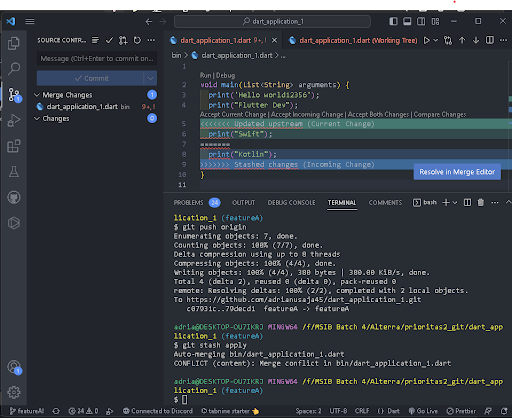 dart_application_1
SOURCE CONTR...
dart_application_1.dart 9+, !
dart_application_1.dart (Working Tree)
Message (Ctrl+Enter to commit on...
bin > dart_application_1.dart > ...
Commit
Merge Changes 1
dart_application_1.dart bin 9+, !
Changes 0
Run | Debug
2 void main(List<String> arguments) {
3 print('Hello world12356');
4 print("Flutter Dev");
Accept Current Change | Accept Incoming Change | Accept Both Changes | Compare Changes
5 <<<<<<< Updated upstream (Current Change)
6 print("Swift");
7 =======
8 print("Kotlin");
9 >>>>>>> Stashed changes (Incoming Change)
10 }
11
Resolve in Merge Editor
PROBLEMS 24 OUTPUT DEBUG CONSOLE TERMINAL COMMENTS bash
lication_1 (featureA)
$ git push origin
Enumerating objects: 7, done.
Counting objects: 100% (7/7), done.
Delta compression using up to 8 threads
Compressing objects: 100% (4/4), done.
Writing objects: 100% (4/4), 380 bytes | 380.00 KiB/s, done.
Total 4 (delta 2), reused 0 (delta 0), pack-reused 0
remote: Resolving deltas: 100% (2/2), completed with 2 local objects.
To https://github.com/adrianusaja45/dart_application_1.git
c07931c..79decd1 featureA -> featureA
adria@DESKTOP-OU7IKRJ MINGW64 /f/MSIB Batch 4/Alterra/prioritas2_git/dart_app
lication_1 (featureA)
$ git stash apply
Auto-merging bin/dart_application_1.dart
CONFLICT (content): Merge conflict in bin/dart_application_1.dart
adria@DESKTOP-OU7IKRJ MINGW64 /f/MSIB Batch 4/Alterra/prioritas2_git/dart_app
lication_1 (featureA)
$
featureA! 24 0 Connected to Discord tabnine starter Spaces: 2 UTF-8 CRLF {} Dart Go Live Prettier